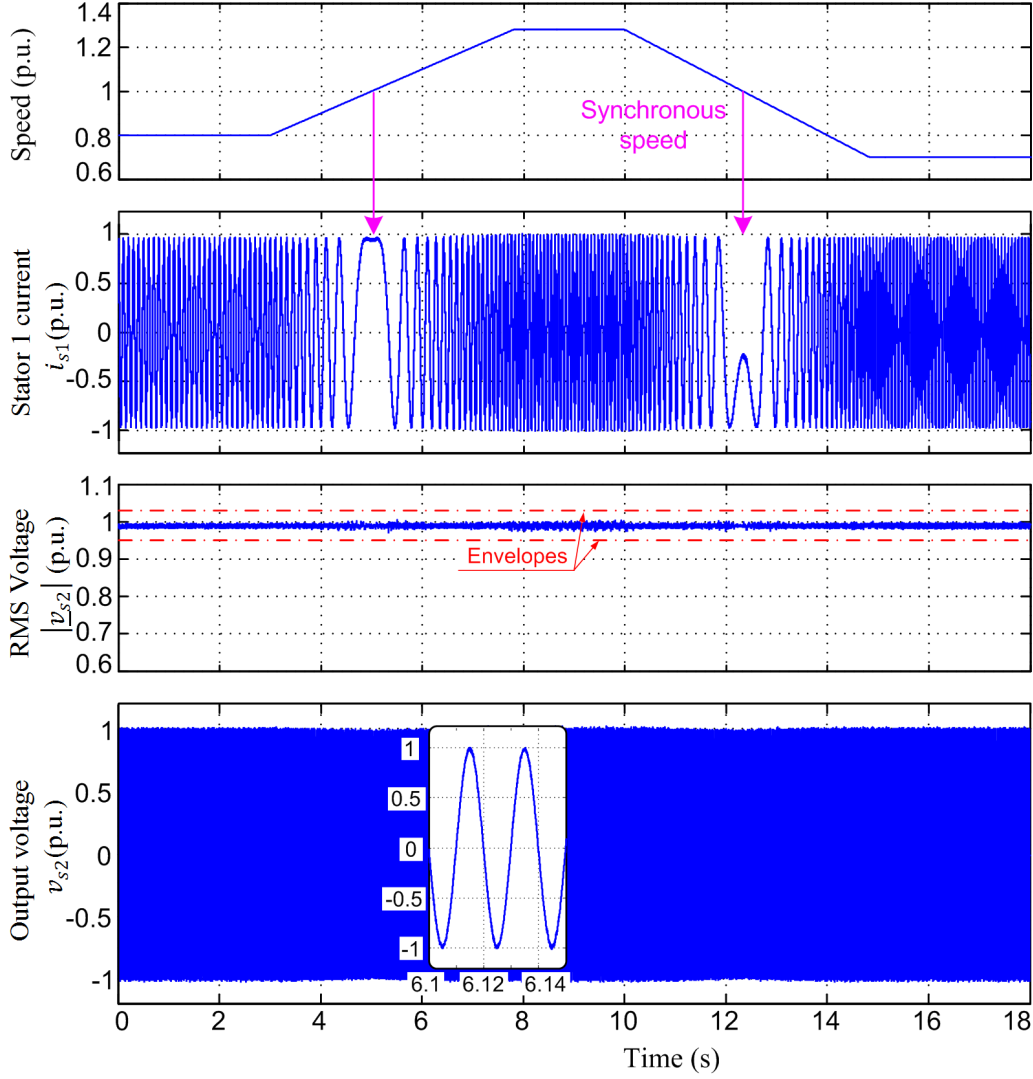 Speed (p.u.)
1.4
1.2
1
0.8
0.6
Synchronous
speed
Stator 1 current
i_{s1}(p.u.)
1
0.5
0
-0.5
-1
RMS Voltage
|v_{s2}| (p.u.)
1.1
1
0.9
0.8
0.7
0.6
Envelopes
Output voltage
v_{s2}(p.u.)
1
0.5
0
-0.5
-1
1
0.5
0
-0.5
-1
6.1 6.12 6.14
0 2 4 6 8 10 12 14 16 18
Time (s)